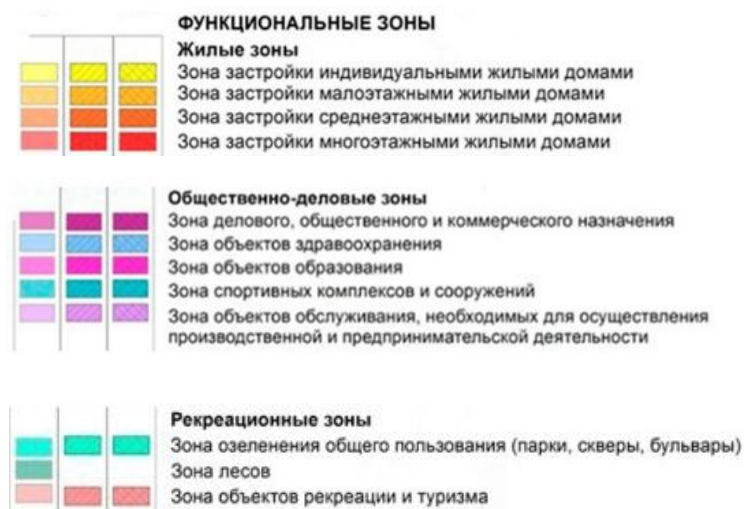 ФУНКЦИОНАЛЬНЫЕ ЗОНЫ
Жилые зоны
Зона застройки индивидуальными жилыми домами
Зона застройки малоэтажными жилыми домами
Зона застройки среднеэтажными жилыми домами
Зона застройки многоэтажными жилыми домами
Общественно-деловые зоны
Зона делового, общественного и коммерческого назначения
Зона объектов здравоохранения
Зона объектов образования
Зона спортивных комплексов и сооружений
Зона объектов обслуживания, необходимых для осуществления
производственной и предпринимательской деятельности
Рекреационные зоны
Зона озеленения общего пользования (парки, скверы, бульвары)
Зона лесов
Зона объектов рекреации и туризма